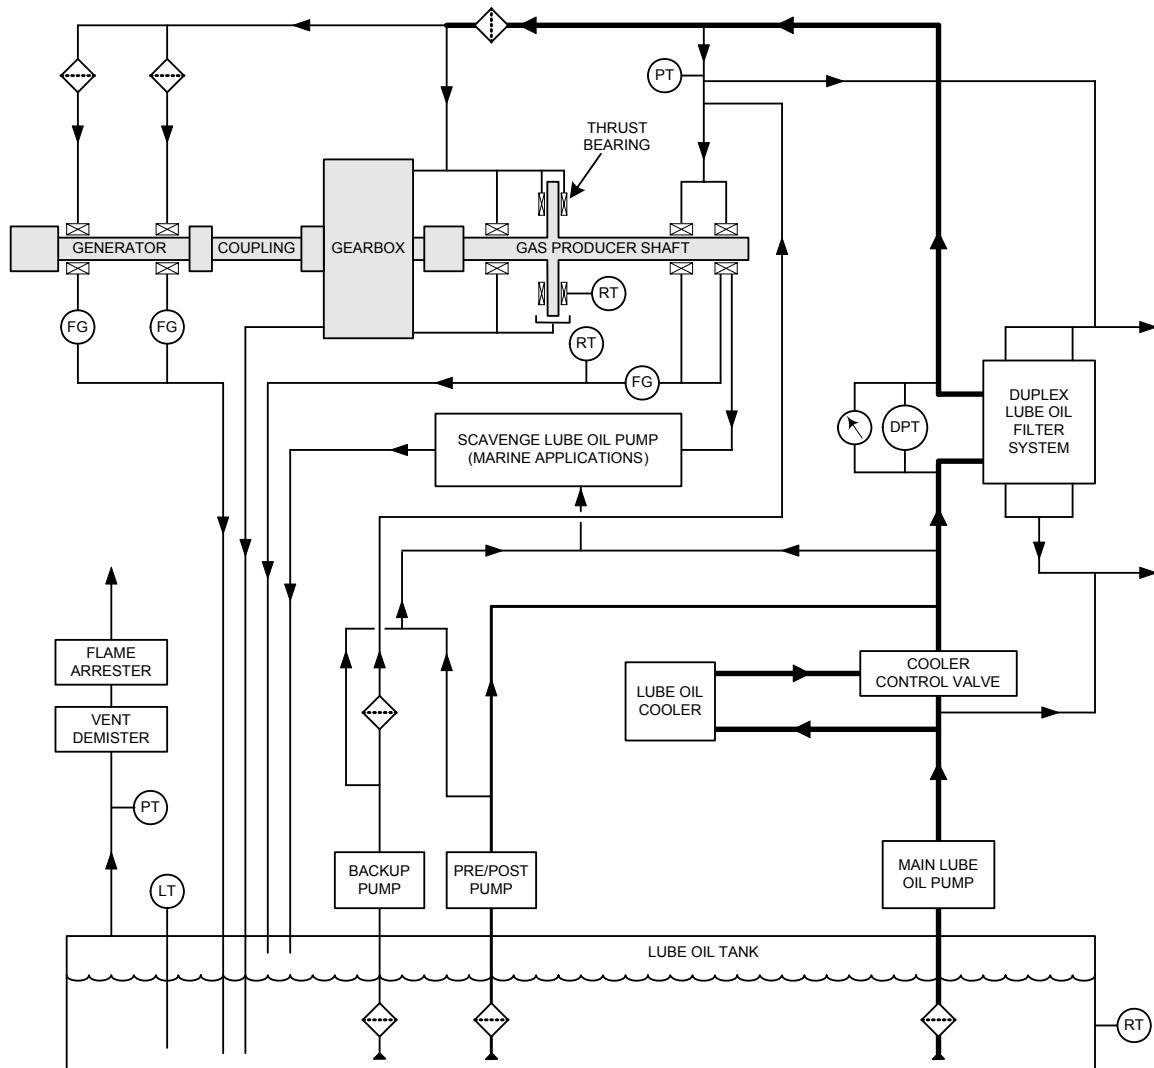 PT
THRUST
BEARING
GENERATOR
COUPLING
GEARBOX
GAS PRODUCER SHAFT
RT
FG
FG
RT
FG
DUPLEX
LUBE OIL
FILTER
SYSTEM
DPT
SCAVENGE LUBE OIL PUMP
(MARINE APPLICATIONS)
FLAME
ARRESTER
VENT
DEMISTER
LUBE OIL
COOLER
COOLER
CONTROL VALVE
PT
LT
BACKUP
PUMP
PRE/POST
PUMP
MAIN LUBE
OIL PUMP
LUBE OIL TANK
RT